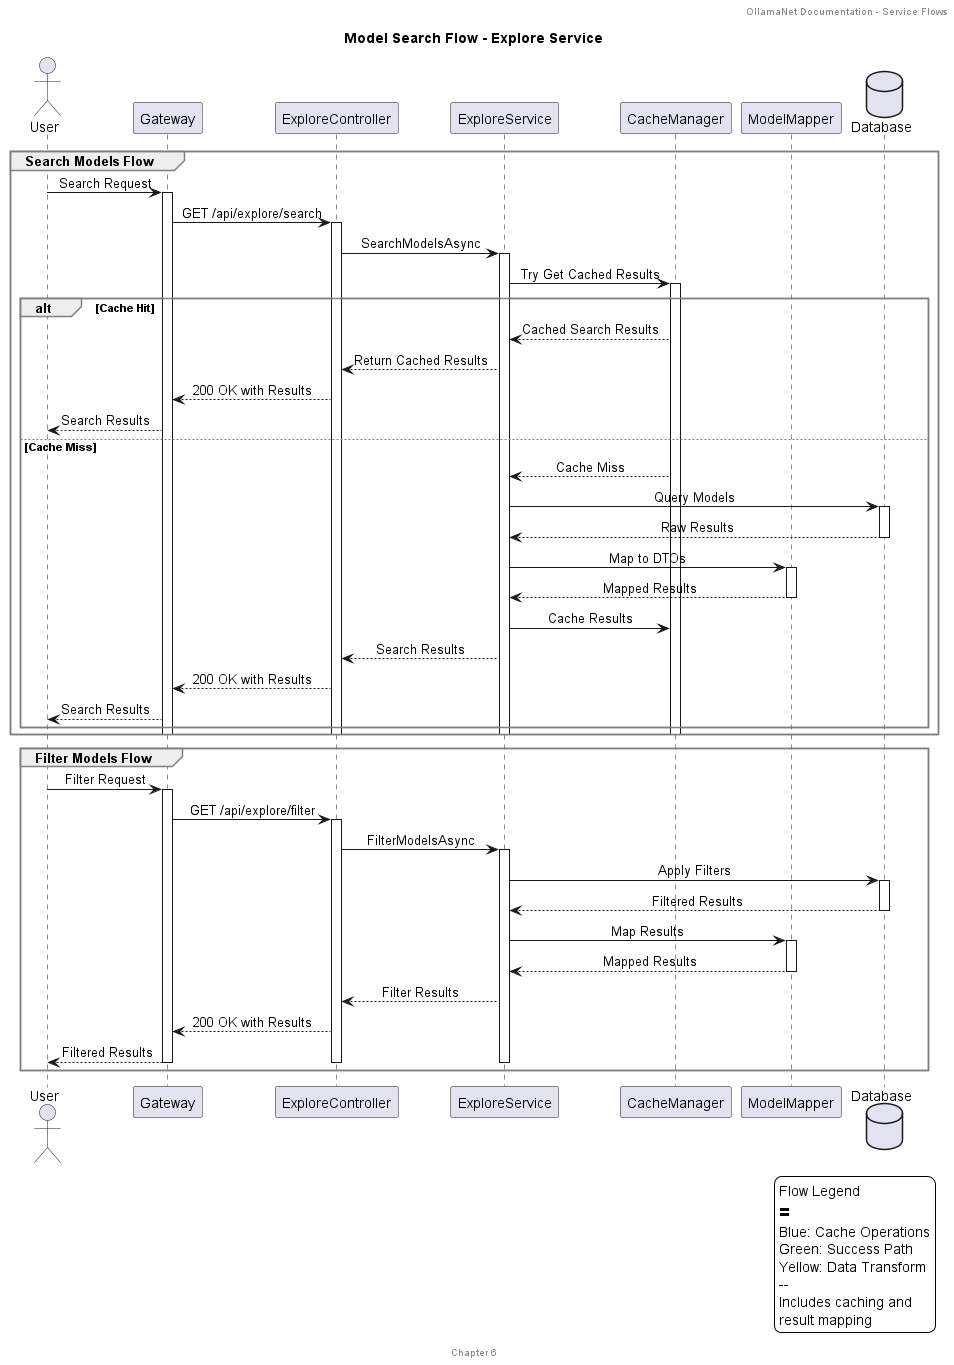 OllamaNet Documentation - Service Flows
Model Search Flow - Explore Service
User
Gateway
ExploreController
ExploreService
CacheManager
ModelMapper
Database
Search Models Flow
Search Request
GET /api/explore/search
SearchModelsAsync
Try Get Cached Results
alt
[Cache Hit]
Cached Search Results
Return Cached Results
200 OK with Results
Search Results
[Cache Miss]
Cache Miss
Query Models
Raw Results
Map to DTOs
Mapped Results
Cache Results
Search Results
200 OK with Results
Search Results
Filter Models Flow
Filter Request
GET /api/explore/filter
FilterModelsAsync
Apply Filters
Filtered Results
Map Results
Mapped Results
Filter Results
200 OK with Results
Filtered Results
User
Gateway
ExploreController
ExploreService
CacheManager
ModelMapper
Database
Flow Legend
=
Blue: Cache Operations
Green: Success Path
Yellow: Data Transform
--
Includes caching and
result mapping
Chapter 6